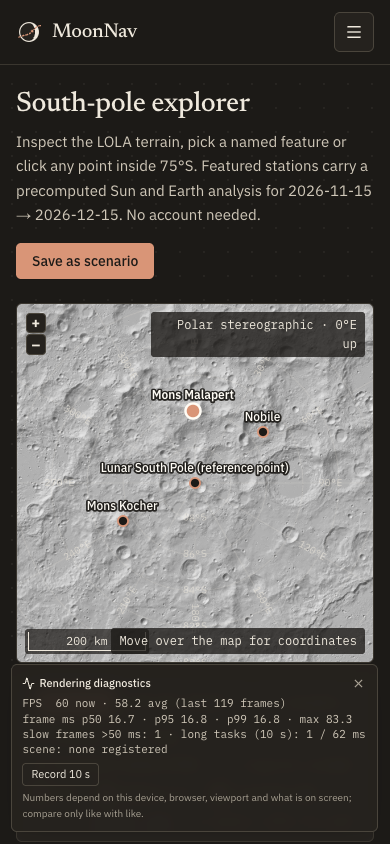 MoonNav
South-pole explorer
Inspect the LOLA terrain, pick a named feature or
click any point inside 75°S. Featured stations carry a
precomputed Sun and Earth analysis for 2026-11-15
→ 2026-12-15. No account needed.
Save as scenario
+
−
Polar stereographic · 0°E
up
Mons Malapert
Nobile
Lunar South Pole (reference point)
Mons Kocher
200 km
Move over the map for coordinates
Rendering diagnostics
FPS 60 now · 58.2 avg (last 119 frames)
frame ms p50 16.7 · p95 16.8 · p99 16.8 · max 83.3
slow frames >50 ms: 1 · long tasks (10 s): 1 / 62 ms
scene: none registered
Record 10 s
Numbers depend on this device, browser, viewport and what is on screen;
compare only like with like.